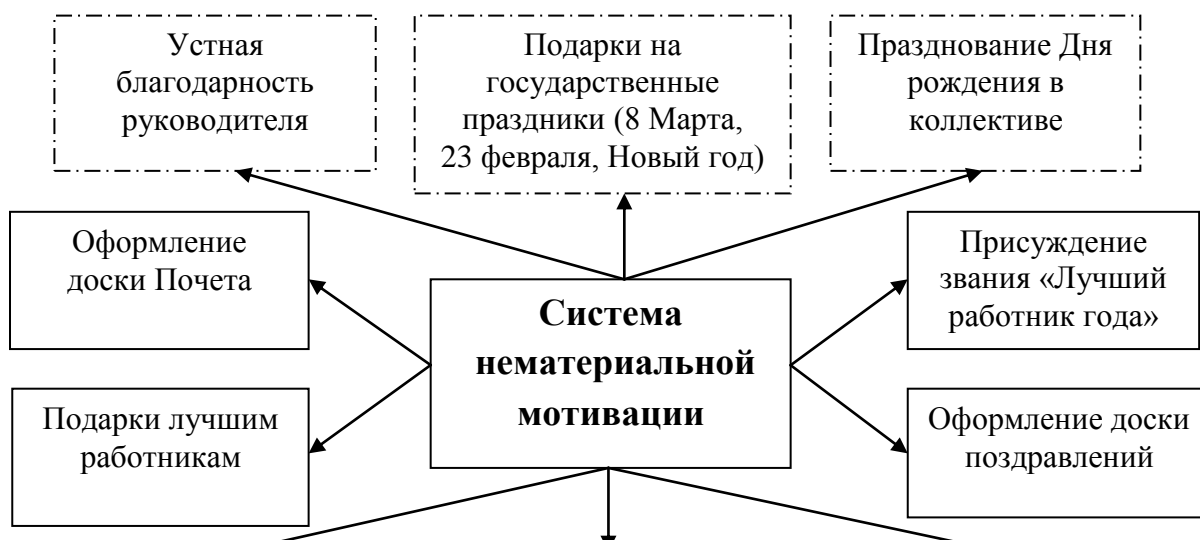 Устная
благодарность
руководителя
Подарки на
государственные
праздники (8 Марта,
23 февраля, Новый год)
Празднование Дня
рождения в
коллективе
Оформление
доски Почета
Присуждение
звания «Лучший
работник года»
Система
нематериальной
мотивации
Подарки лучшим
работникам
Оформление доски
поздравлений